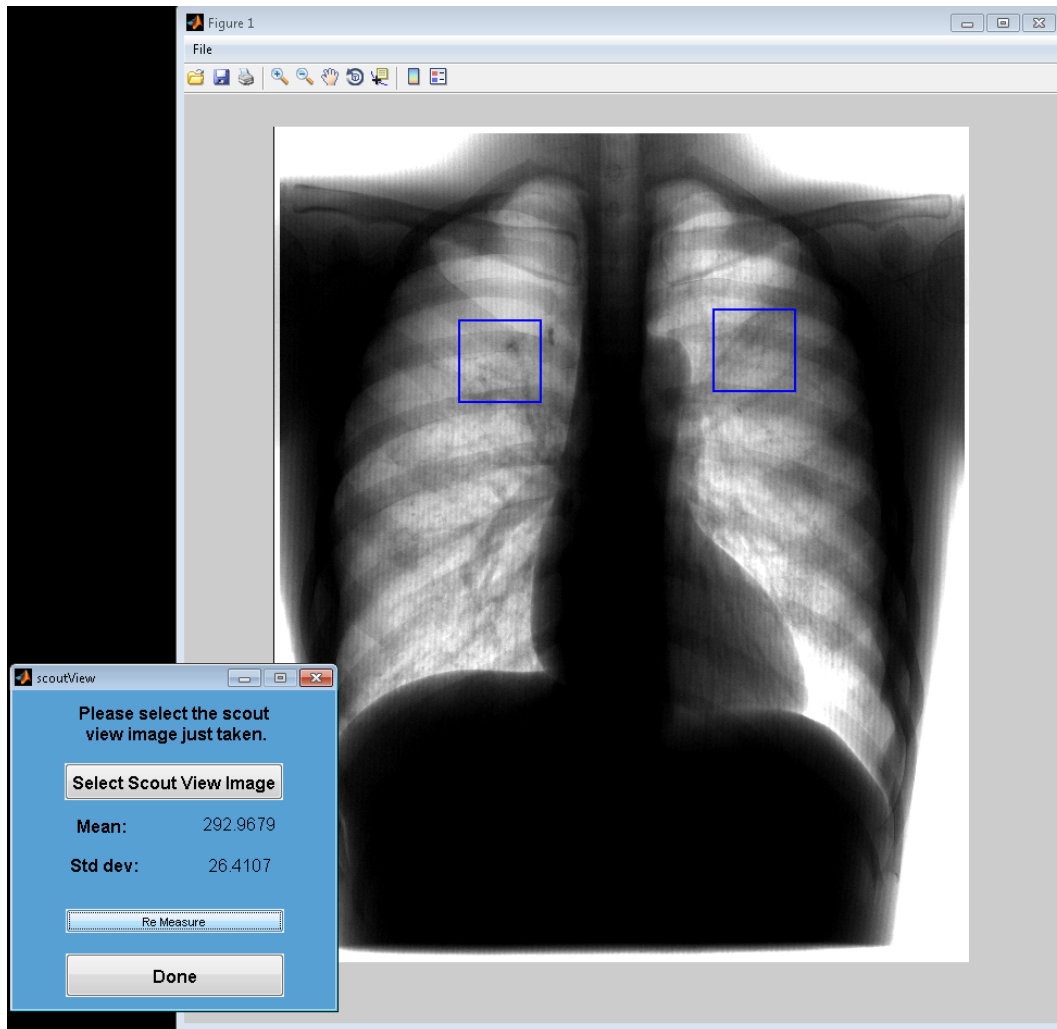 Figure 1
File
scoutView
Please select the scout
view image just taken.
Select Scout View Image
Mean: 292.9679
Std dev: 26.4107
Re Measure
Done